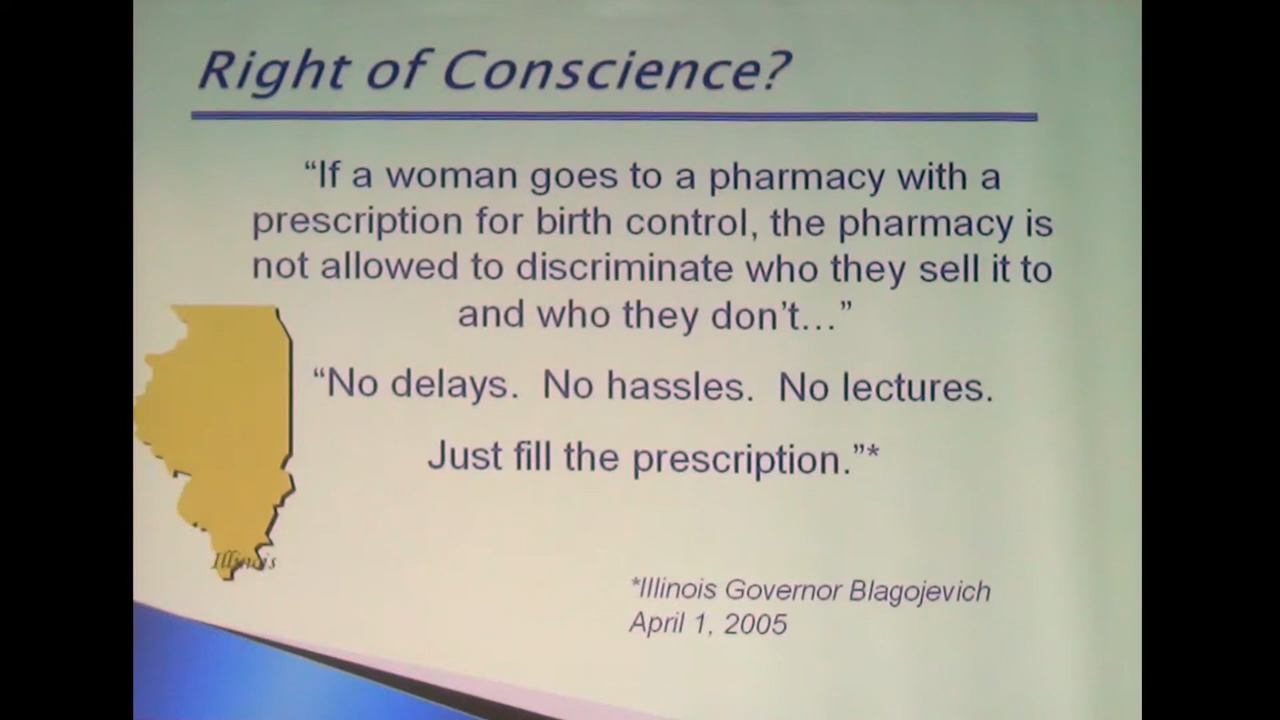 Right of Conscience?
“If a woman goes to a pharmacy with a
prescription for birth control, the pharmacy is
not allowed to discriminate who they sell it to
and who they don’t...”
“No delays.  No hassles.  No lectures.
Just fill the prescription.”*
Illinois
*Illinois Governor Blagojevich
April 1, 2005